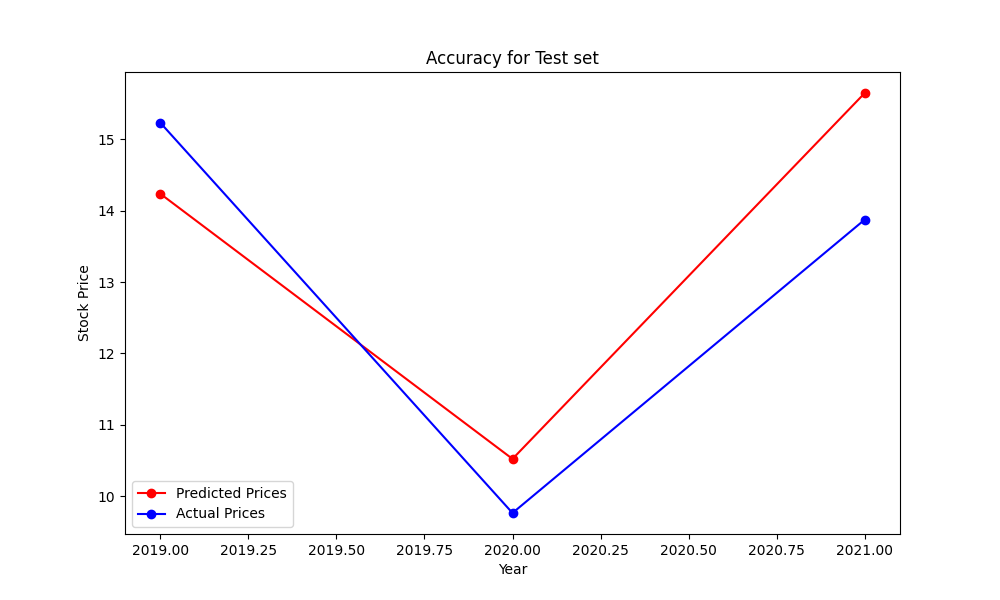 Accuracy for Test set
Stock Price
15
14
13
12
11
10
Predicted Prices
Actual Prices
2019.00 2019.25 2019.50 2019.75 2020.00 2020.25 2020.50 2020.75 2021.00
Year